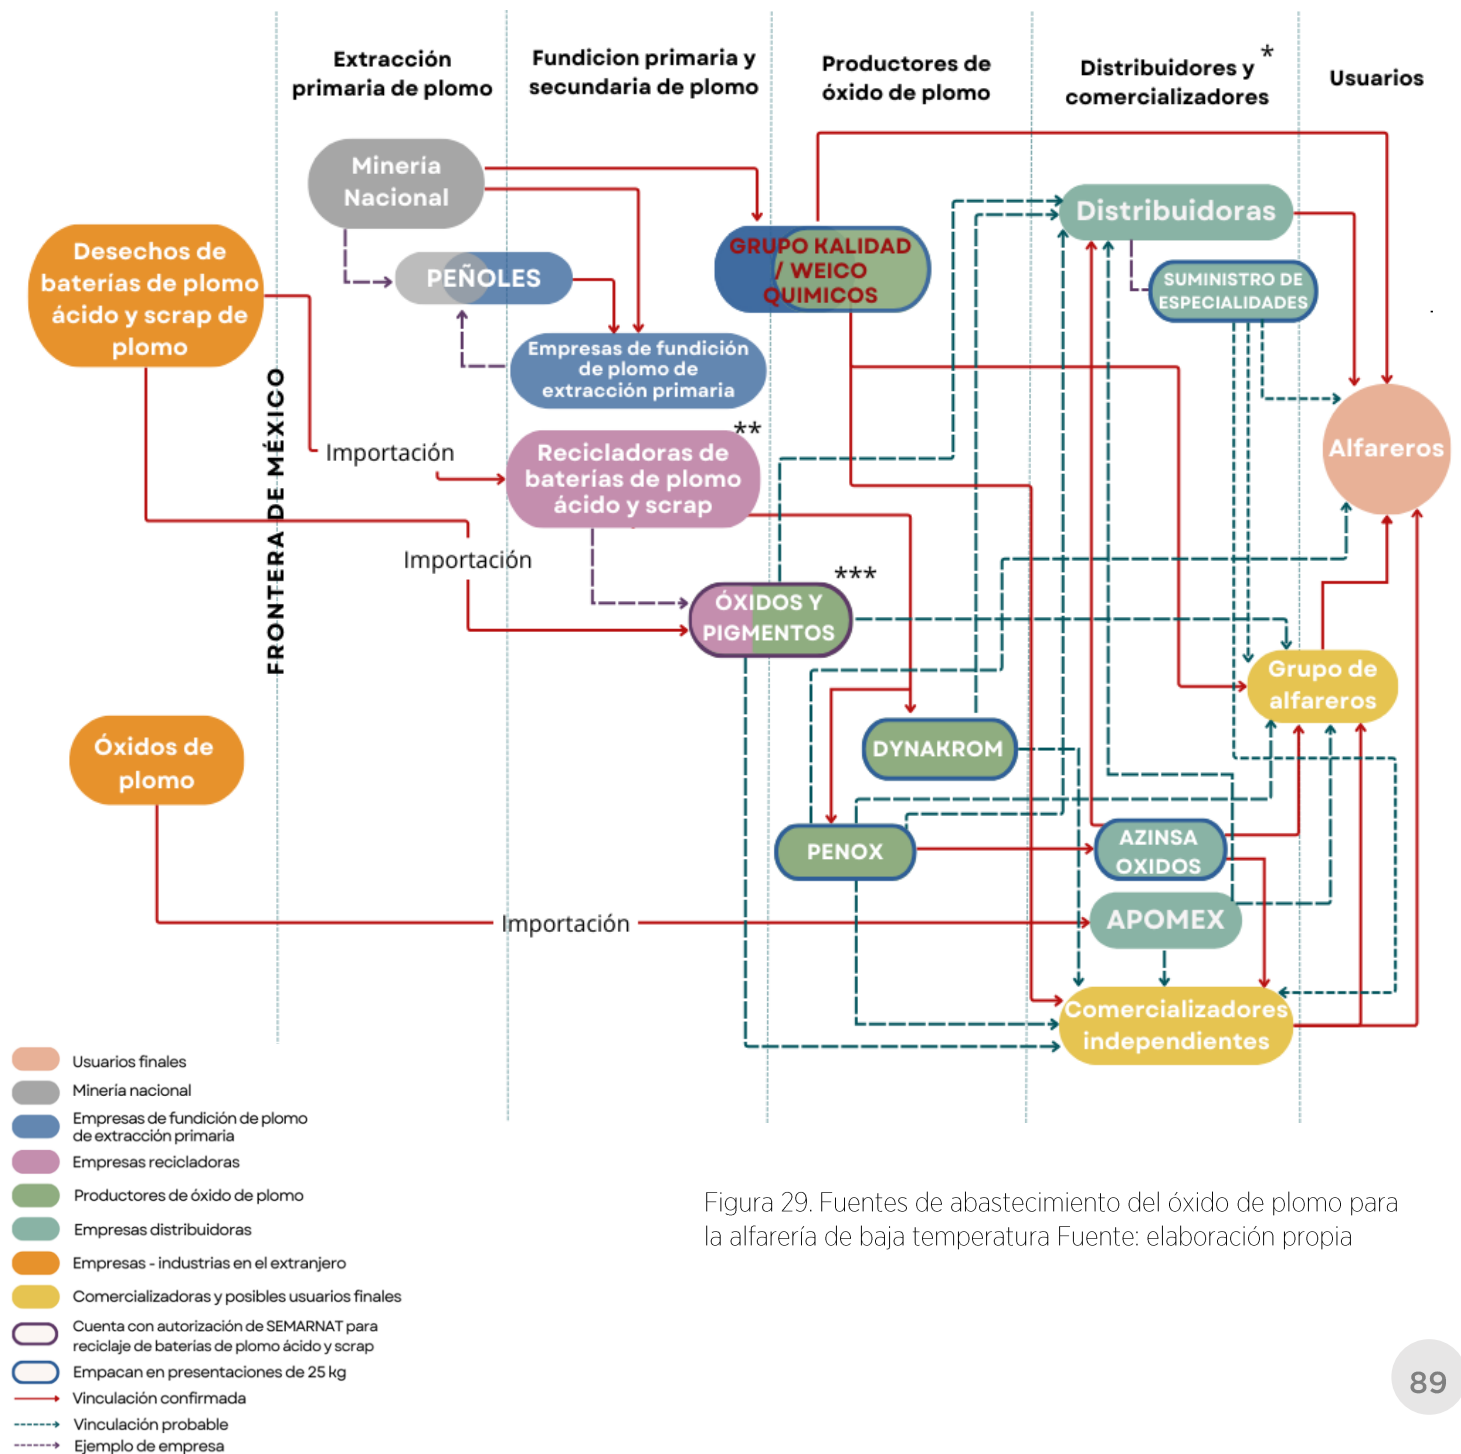 Extracción
primaria de plomo
Fundicion primaria y
secundaria de plomo
Productores de
óxido de plomo
Distribuidores y *
comercializadores
Usuarios
Minería
Nacional
Distribuidoras
Desechos de
baterías de plomo
ácido y scrap de
plomo
PEÑOLES
GRUPO KALIDAD
/ WEICO
QUIMICOS
SUMINISTRO DE
ESPECIALIDADES
Empresas de fundición
de plomo de
extracción primaria
FRONTERA DE MÉXICO
Importación
**
Recicladoras de
baterías de plomo
ácido y scrap
Alfareros
Importación
***
ÓXIDOS Y
PIGMENTOS
Grupo de
alfareros
Óxidos de
plomo
DYNAKROM
PENOX
AZINSA
OXIDOS
Importación
APOMEX
Comercializadores
independientes
Usuarios finales
Minería nacional
Empresas de fundición de plomo
de extracción primaria
Empresas recicladoras
Productores de óxido de plomo
Empresas distribuidoras
Empresas - industrias en el extranjero
Comercializadoras y posibles usuarios finales
Cuenta con autorización de SEMARNAT para
reciclaje de baterías de plomo ácido y scrap
Empacan en presentaciones de 25 kg
Vinculación confirmada
Vinculación probable
Ejemplo de empresa
Figura 29. Fuentes de abastecimiento del óxido de plomo para
la alfarería de baja temperatura Fuente: elaboración propia
89